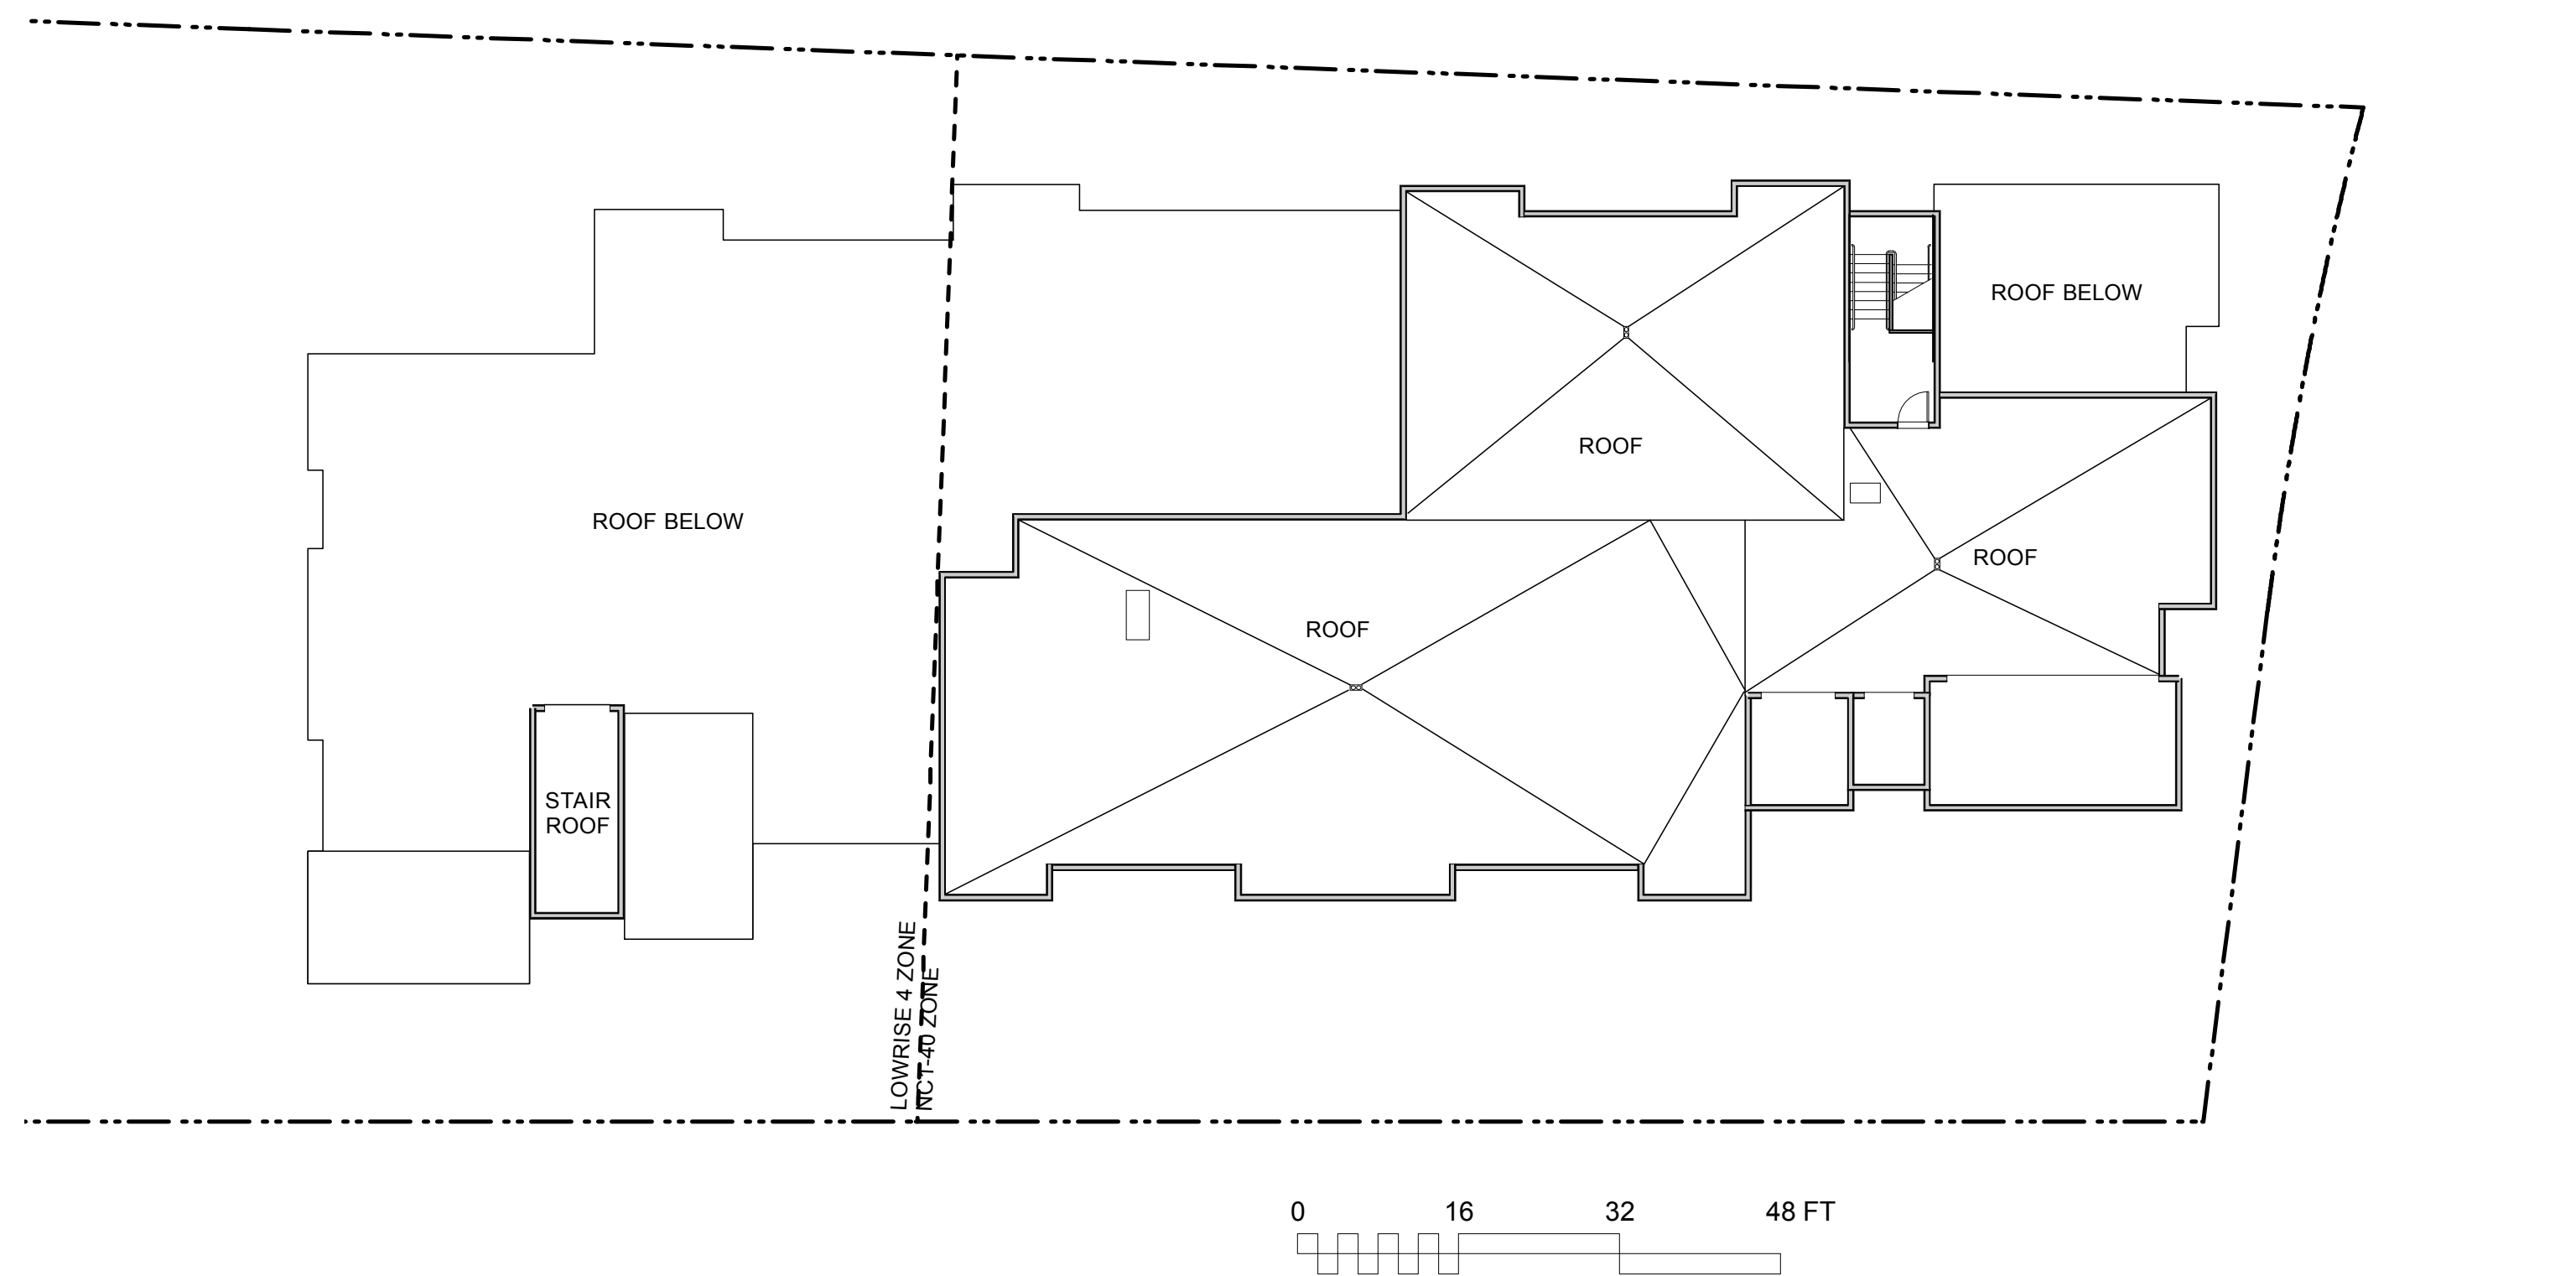 ROOF BELOW
ROOF
ROOF BELOW
ROOF
ROOF
STAIR
ROOF
LOWRISE 4 ZONE
NCT-40 ZONE
0 16 32 48 FT